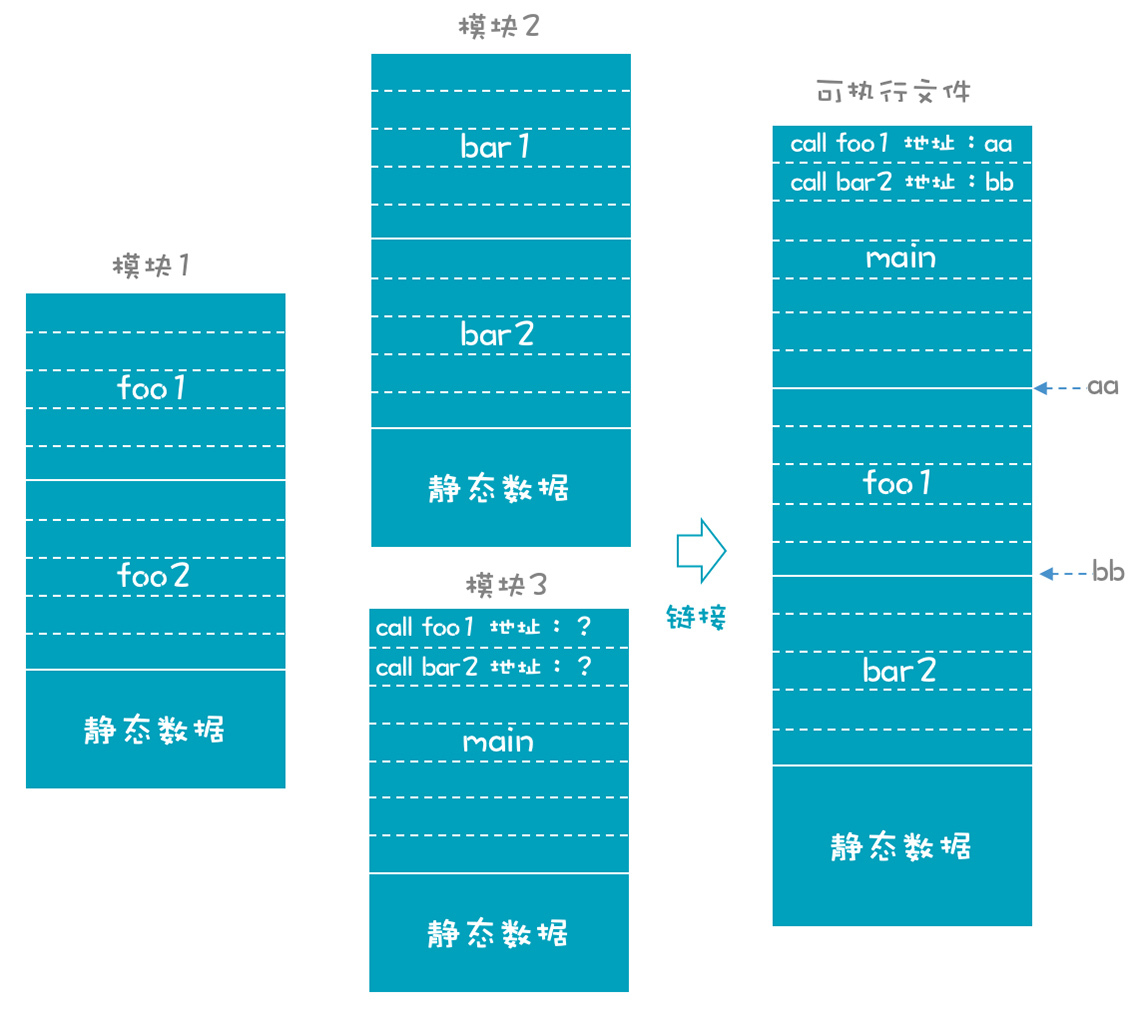 模块1
foo1
foo2
静态数据
模块2
bar1
bar2
静态数据
模块3
call foo1 地址：?
call bar2 地址：?
main
静态数据
链接
可执行文件
call foo1 地址：aa
call bar2 地址：bb
main
aa
foo1
bb
bar2
静态数据